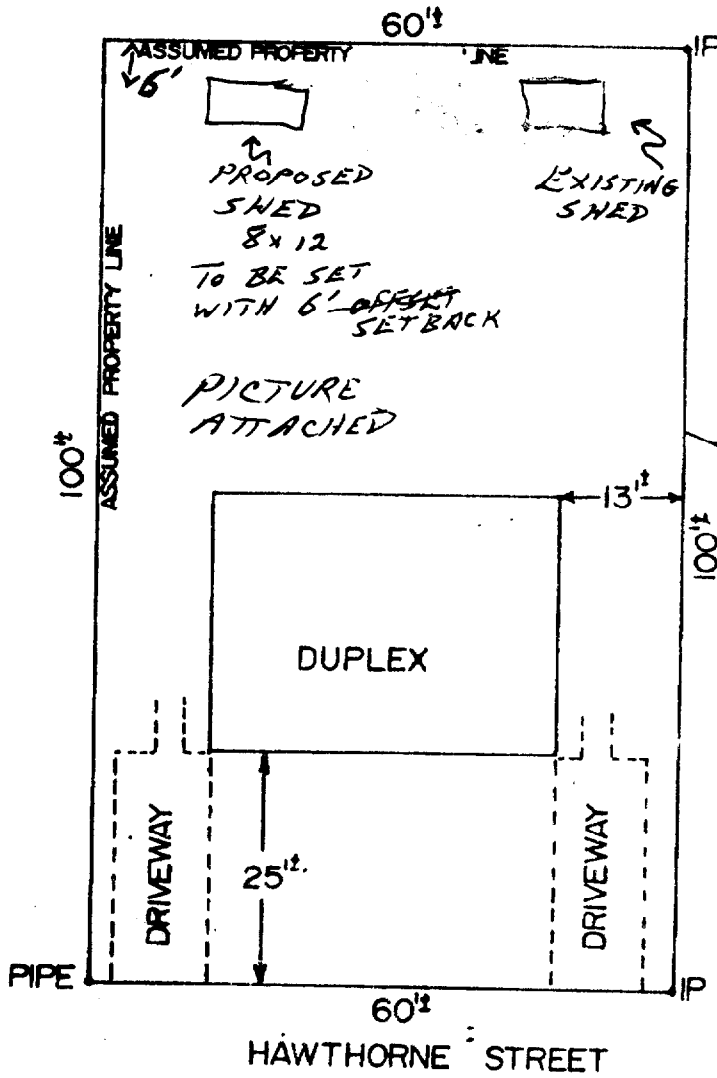 60'±
ASSUMED PROPERTY LINE
IP
6'
PROPOSED
SHED
8x12
TO BE SET
WITH 6' OFFSET
SETBACK
EXISTING
SHED
ASSUMED PROPERTY LINE
PICTURE
ATTACHED
100'±
13'±
100'±
DUPLEX
DRIVEWAY
25'±
DRIVEWAY
PIPE
60'±
IP
HAWTHORNE STREET